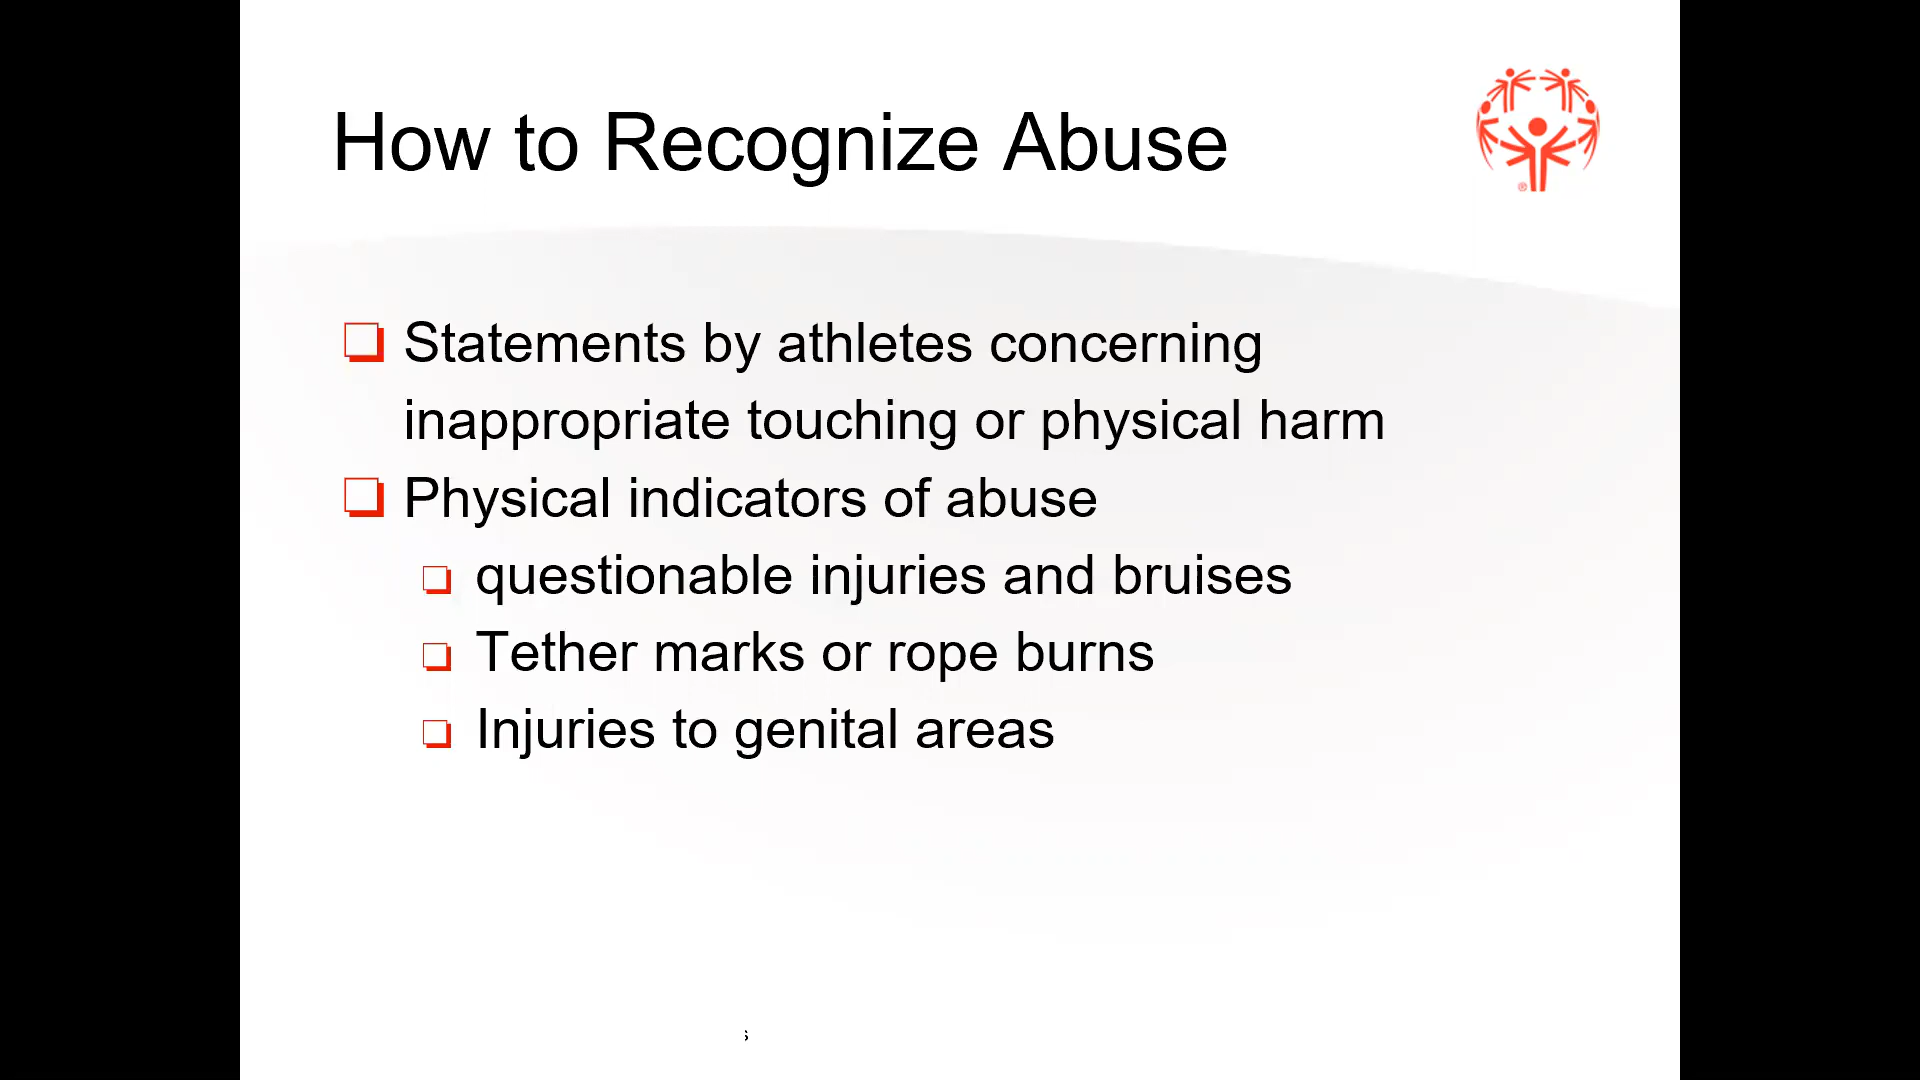 How to Recognize Abuse
Statements by athletes concerning
inappropriate touching or physical harm
Physical indicators of abuse
questionable injuries and bruises
Tether marks or rope burns
Injuries to genital areas
®